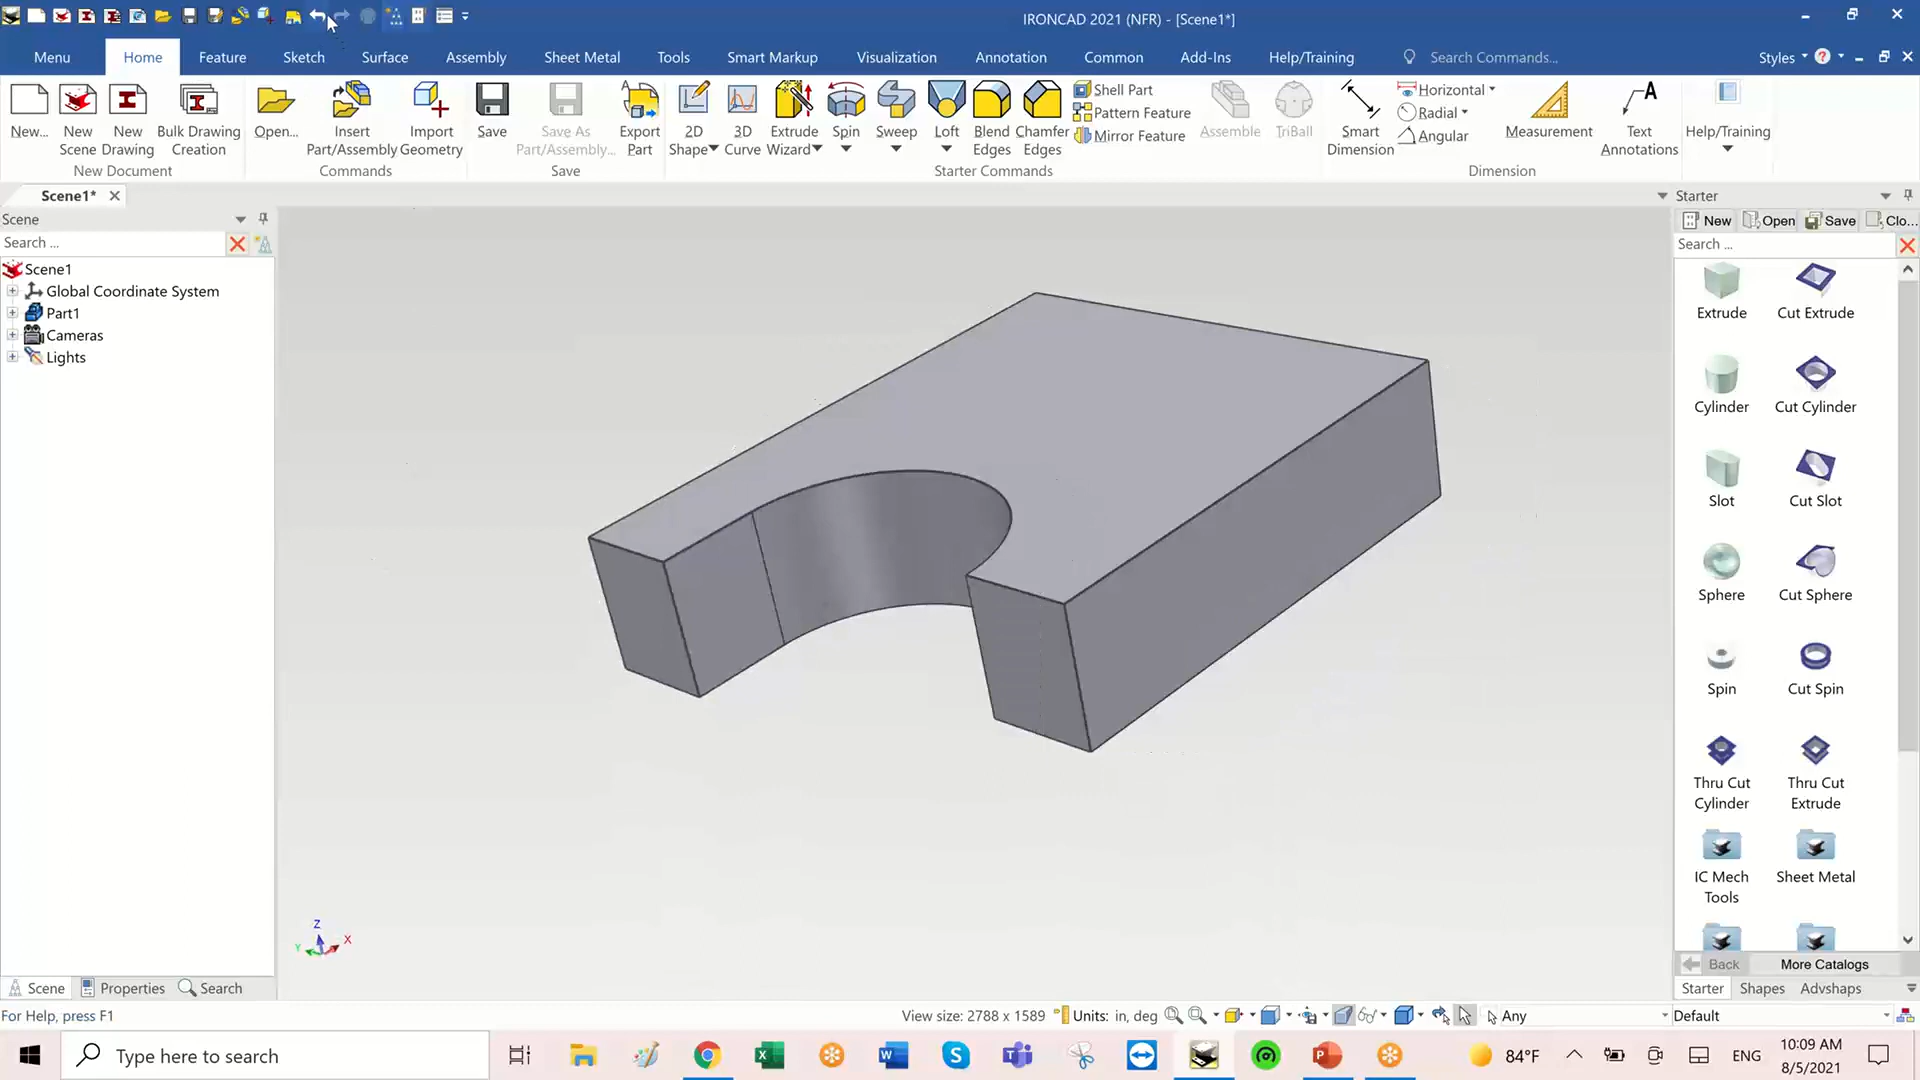 IRONCAD 2021 (NFR) - [Scene1*]
Menu Home Feature Sketch Surface Assembly Sheet Metal Tools Smart Markup Visualization Annotation Common Add-Ins Help/Training Search Commands... Styles
New...
New Scene
New Drawing
Bulk Drawing Creation
New Document
Open...
Insert Part/Assembly
Import Geometry
Commands
Save
Save As Part/Assembly...
Export Part
Save
2D Shape
3D Curve
Extrude Wizard
Spin
Sweep
Loft
Blend Edges
Chamfer Edges
Shell Part
Pattern Feature
Mirror Feature
Starter Commands
Assemble
TriBall
Smart Dimension
Horizontal
Radial
Angular
Measurement
Text Annotations
Dimension
Help/Training
Scene1*
Scene
Search ...
Scene1
Global Coordinate System
Part1
Cameras
Lights
Z
Y
X
Starter
New Open Save Clo...
Search ...
Extrude Cut Extrude
Cylinder Cut Cylinder
Slot Cut Slot
Sphere Cut Sphere
Spin Cut Spin
Thru Cut Cylinder
Thru Cut Extrude
IC Mech Tools
Sheet Metal
Back More Catalogs
Starter Shapes Advshaps
Scene Properties Search
For Help, press F1
View size: 2788 x 1589 Units: in, deg Any Default
Type here to search
84°F
ENG
10:09 AM
8/5/2021